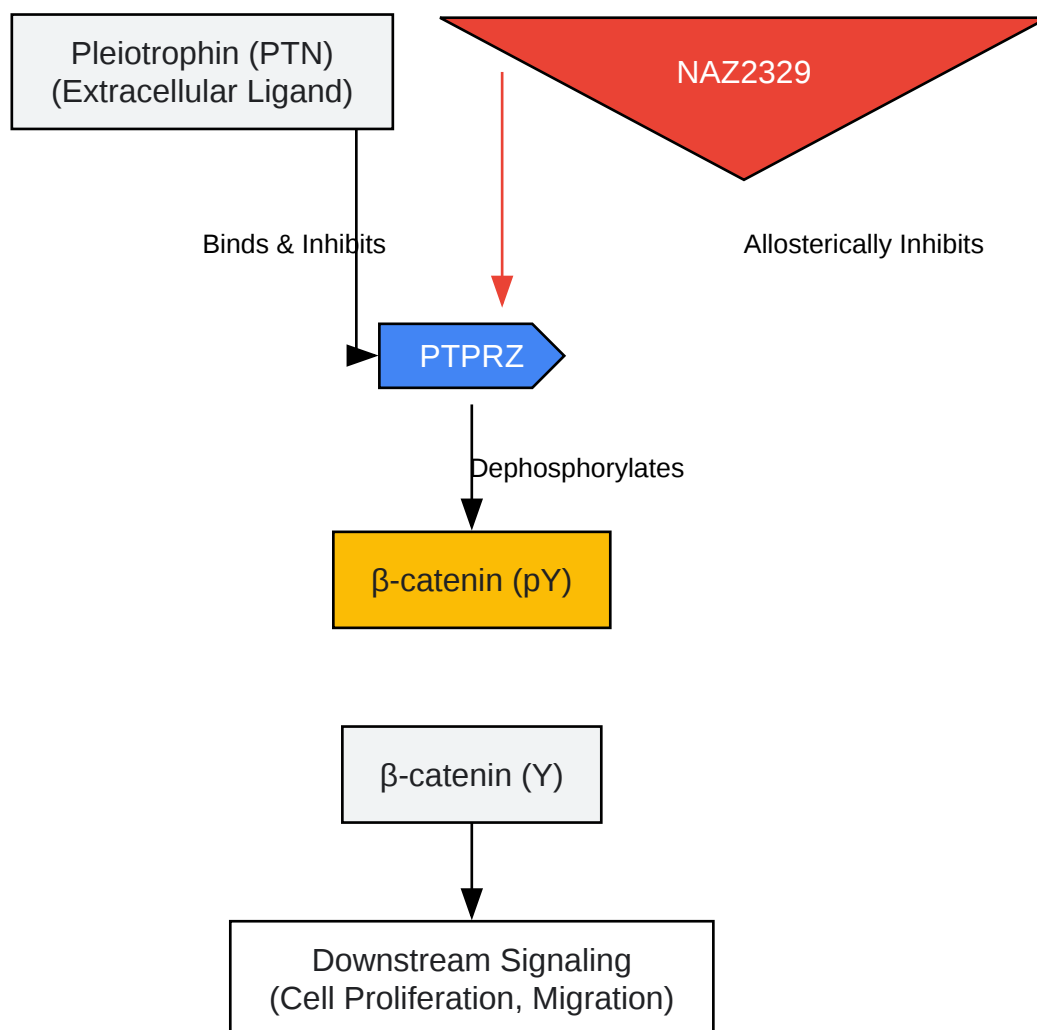 Pleiotrophin (PTN)
(Extracellular Ligand)
NAZ2329
Binds & Inhibits
Allosterically Inhibits
PTPRZ
Dephosphorylates
β-catenin (pY)
β-catenin (Y)
Downstream Signaling
(Cell Proliferation, Migration)